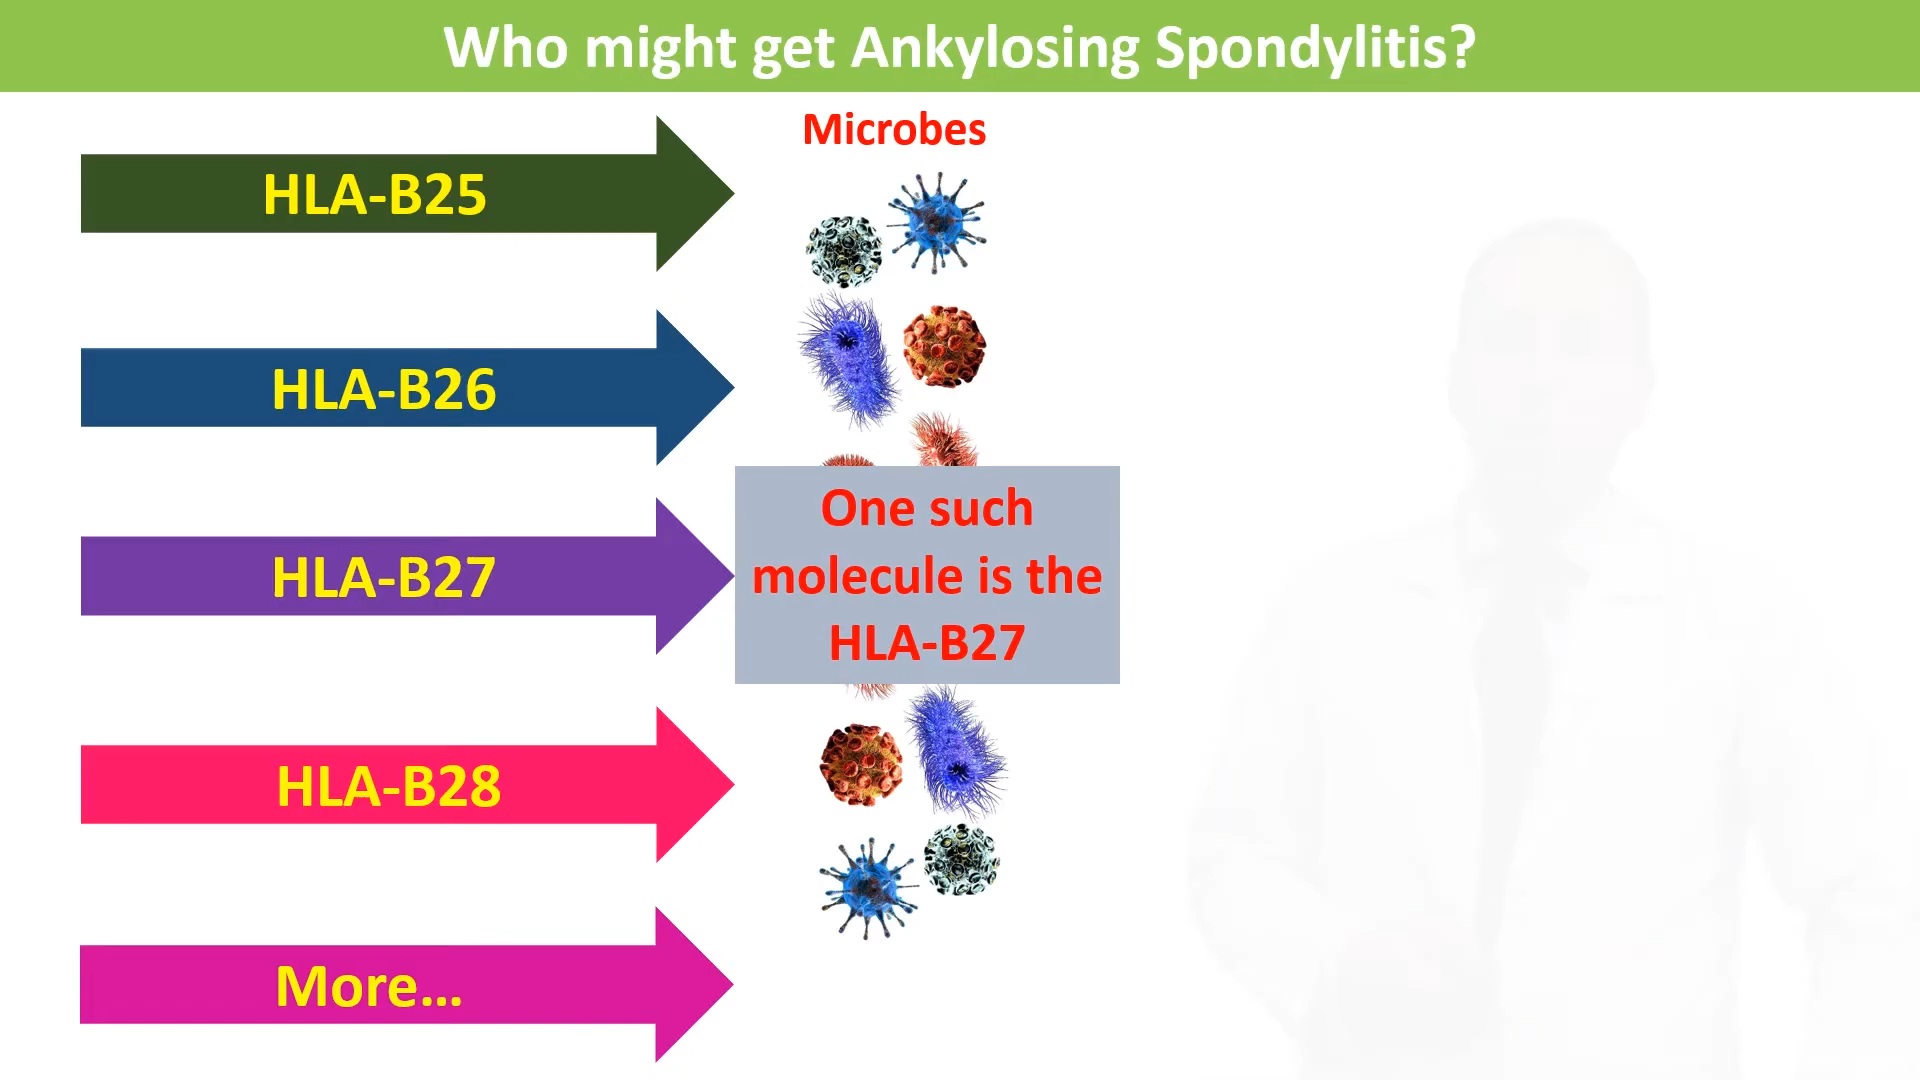 Who might get Ankylosing Spondylitis?
Microbes
HLA-B25
HLA-B26
HLA-B27
One such
molecule is the
HLA-B27
HLA-B28
More...